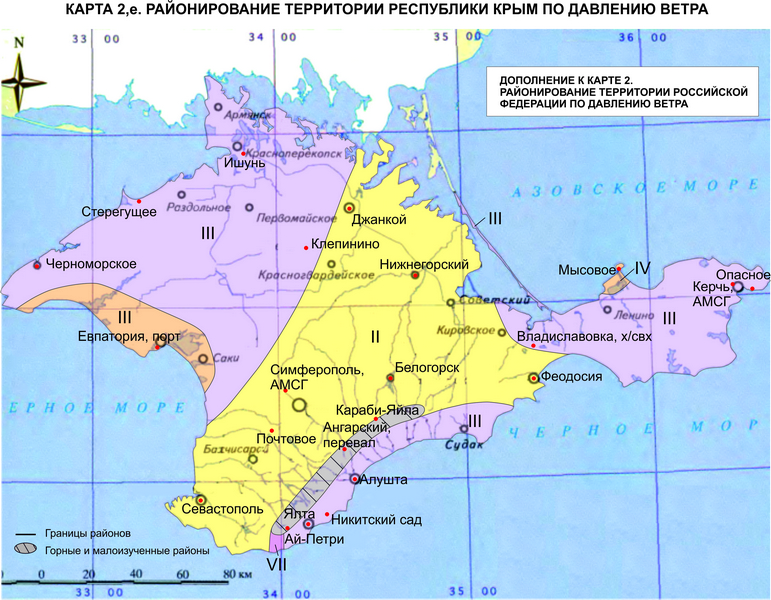 КАРТА 2,е. РАЙОНИРОВАНИЕ ТЕРРИТОРИИ РЕСПУБЛИКИ КРЫМ ПО ДАВЛЕНИЮ ВЕТРА
33 00
34 00
35 00
36 00
N
ДОПОЛНЕНИЕ К КАРТЕ 2.
РАЙОНИРОВАНИЕ ТЕРРИТОРИИ РОССИЙСКОЙ
ФЕДЕРАЦИИ ПО ДАВЛЕНИЮ ВЕТРА
Армянск
Красноперекопск
Ишунь
АЗОВСКОЕ МОРЕ
Стерегущее
Раздольное
Первомайское
Джанкой
III
III
Клепинино
Черноморское
Красногвардейское
Нижнегорский
Мысовое
IV
Опасное
Керчь,
АМСГ
Советский
III
Ленино
III
Евпатория, порт
Саки
II
Кировское
Владиславовка, х/свх
Симферополь,
АМСГ
Белогорск
Феодосия
ЕРНОЕ МОРЕ
Караби-Яйла
III
ЧЕРНОЕ МОРЕ
Ангарский,
перевал
Почтовое
Судак
Бахчисарай
Алушта
Севастополь
Ялта
Никитский сад
Ай-Петри
VII
Границы районов
Горные и малоизученные районы
0 20 40 60 80 км
33 00
34 00
35 00